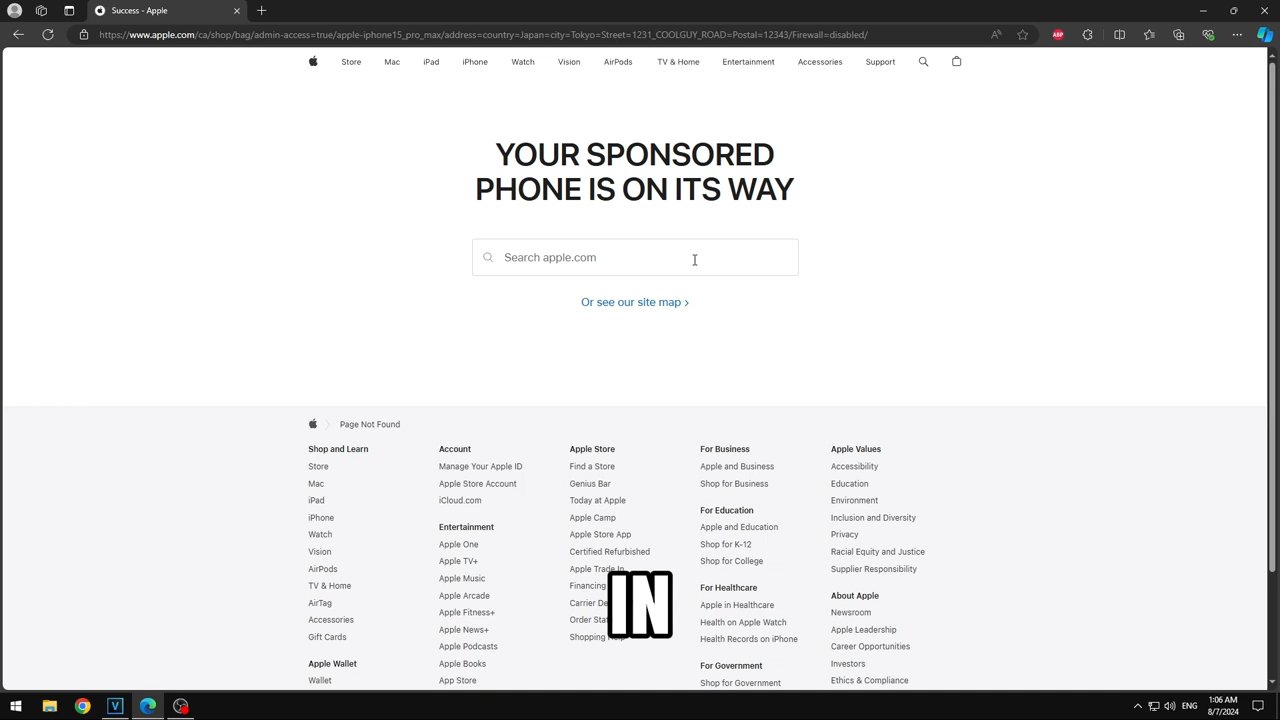 Success - Apple
https://www.apple.com/ca/shop/bag/admin-access=true/apple-iphone15_pro_max/address=country=Japan=city=Tokyo=Street=1231_COOLGUY_ROAD=Postal=12343/Firewall=disabled/
ABP
Store Mac iPad iPhone Watch Vision AirPods TV & Home Entertainment Accessories Support
YOUR SPONSORED
PHONE IS ON ITS WAY
Search apple.com
Or see our site map >
Page Not Found
Shop and Learn
Store
Mac
iPad
iPhone
Watch
Vision
AirPods
TV & Home
AirTag
Accessories
Gift Cards
Apple Wallet
Wallet
Account
Manage Your Apple ID
Apple Store Account
iCloud.com
Entertainment
Apple One
Apple TV+
Apple Music
Apple Arcade
Apple Fitness+
Apple News+
Apple Podcasts
Apple Books
App Store
Apple Store
Find a Store
Genius Bar
Today at Apple
Apple Camp
Apple Store App
Certified Refurbished
Apple Trade In
Financing
Carrier De
Order Sta
Shopping
For Business
Apple and Business
Shop for Business
For Education
Apple and Education
Shop for K-12
Shop for College
For Healthcare
Apple in Healthcare
Health on Apple Watch
Health Records on iPhone
For Government
Shop for Government
Apple Values
Accessibility
Education
Environment
Inclusion and Diversity
Privacy
Racial Equity and Justice
Supplier Responsibility
About Apple
Newsroom
Apple Leadership
Career Opportunities
Investors
Ethics & Compliance
IN
V
ENG
1:06 AM
8/7/2024